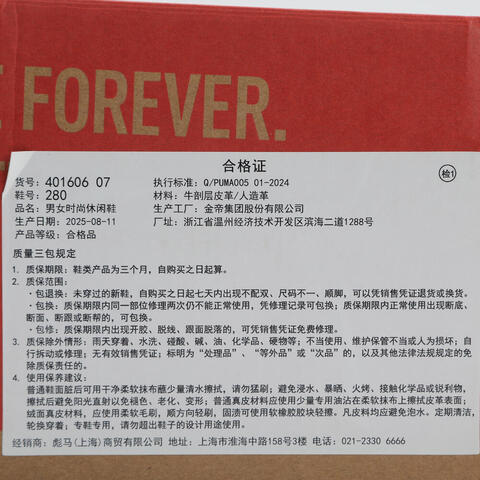 E FOREVER.
合格证
检1
货号: 401606 07
执行标准: Q/PUMA005 01-2024
鞋号: 280
材料: 牛剖层皮革/人造革
品名: 男女时尚休闲鞋
生产工厂: 金帝集团股份有限公司
生产日期: 2025-08-11
厂址: 浙江省温州经济技术开发区滨海二道1288号
产品等级: 合格品
质量三包规定
1. 质保期限: 鞋类产品为三个月, 自购买之日起算。
2. 质保范围:
·包退换: 未穿过的新鞋, 自购买之日起七天内出现不配双、尺码不一、顺脚, 可以凭销售凭证退货或换货。
·包换: 质保期限内同一部位修理两次仍不能正常使用, 凭修理记录可包换; 质保期限内正常使用出现断底、
断面、断跟或断帮的, 可包换。
·包修: 质保期限内出现开胶、脱线、跟面脱落的, 可凭销售凭证免费修理。
3. 质保除外情形: 雨天穿着、水洗、碰酸、碱、油、化学品、硬物等; 不当使用、维护保管不当或人为损坏; 自
行拆动或修理; 无有效销售凭证; 标明为“处理品”、“等外品”或“次品”的, 以及其他法律法规规定的免
除质保责任的。
4. 使用保养建议:
普通鞋面脏后可用干净柔软抹布蘸少量清水擦拭, 请勿猛刷; 避免浸水、暴晒、火烤、接触化学品或锐利物,
擦拭后避免阳光直射以免褪色、老化、变形; 普通真皮材料应使用少量专用油沾在柔软抹布上擦拭皮革表面;
绒面真皮材料, 应使用柔软毛刷, 顺方向轻刷, 固渍可使用软橡胶胶块轻擦。凡皮料均应避免泡水。定期清洁,
轮换穿着; 专鞋专用, 请勿超出鞋子的设计用途使用。
经销商: 彪马(上海)商贸有限公司 地址: 上海市淮海中路158号3楼 电话: 021-2330 6666